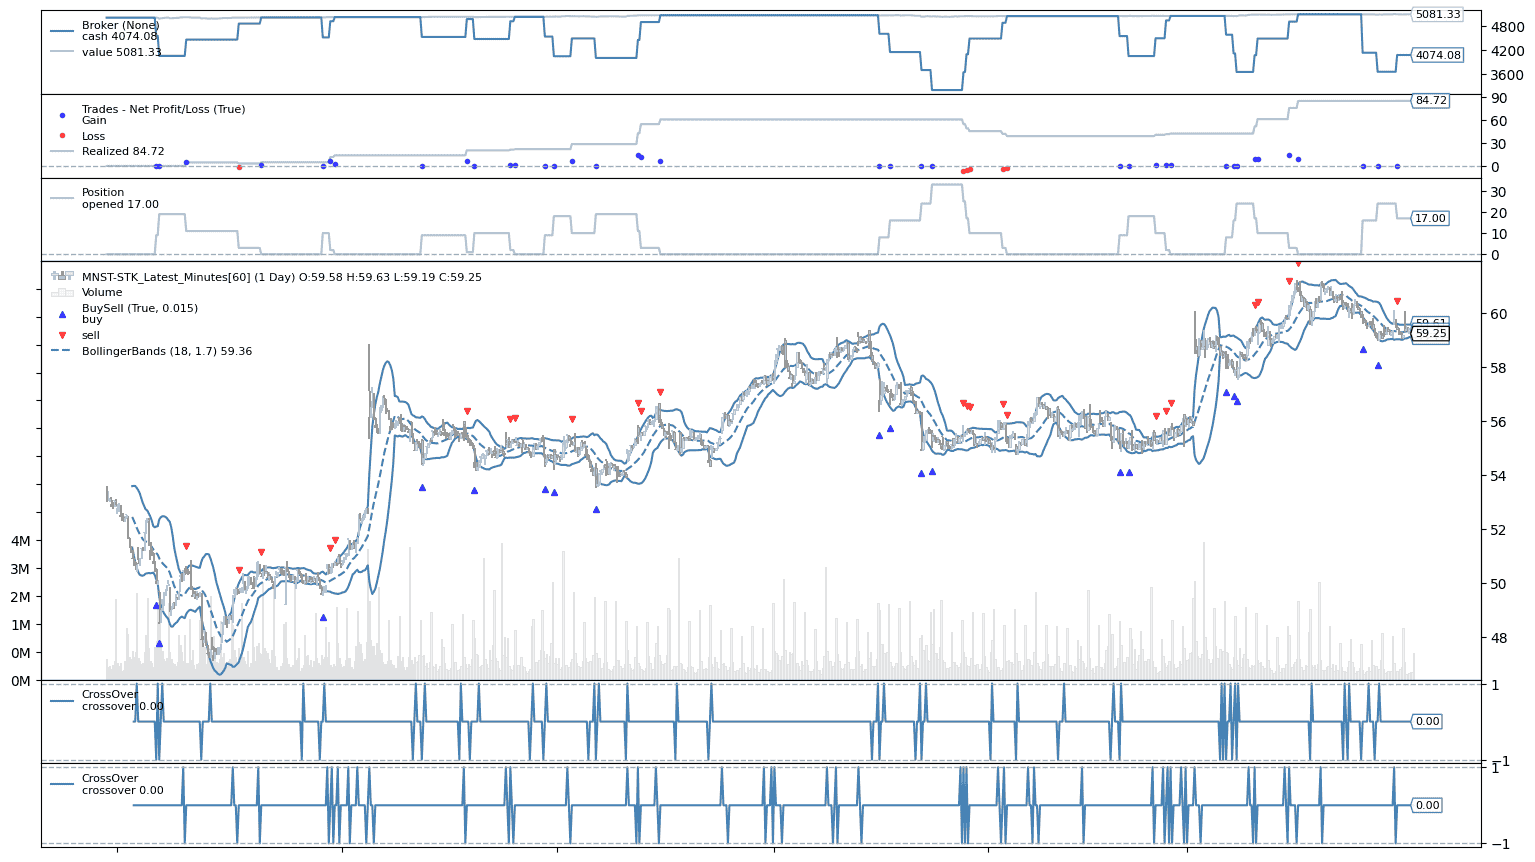 Broker (None)
cash 4074.08
value 5081.33
5081.33
4800
4200
4074.08
3600
Trades - Net Profit/Loss (True)
Gain
Loss
Realized 84.72
84.72
90
60
30
0
Position
opened 17.00
30
20
17.00
10
0
MNST-STK_Latest_Minutes[60] (1 Day) O:59.58 H:59.63 L:59.19 C:59.25
Volume
BuySell (True, 0.015)
buy
sell
BollingerBands (18, 1.7) 59.36
60
59.61
59.25
58
56
54
52
50
48
4M
3M
2M
1M
0M
0M
CrossOver
crossover 0.00
1
0.00
−1
CrossOver
crossover 0.00
1
0.00
−1